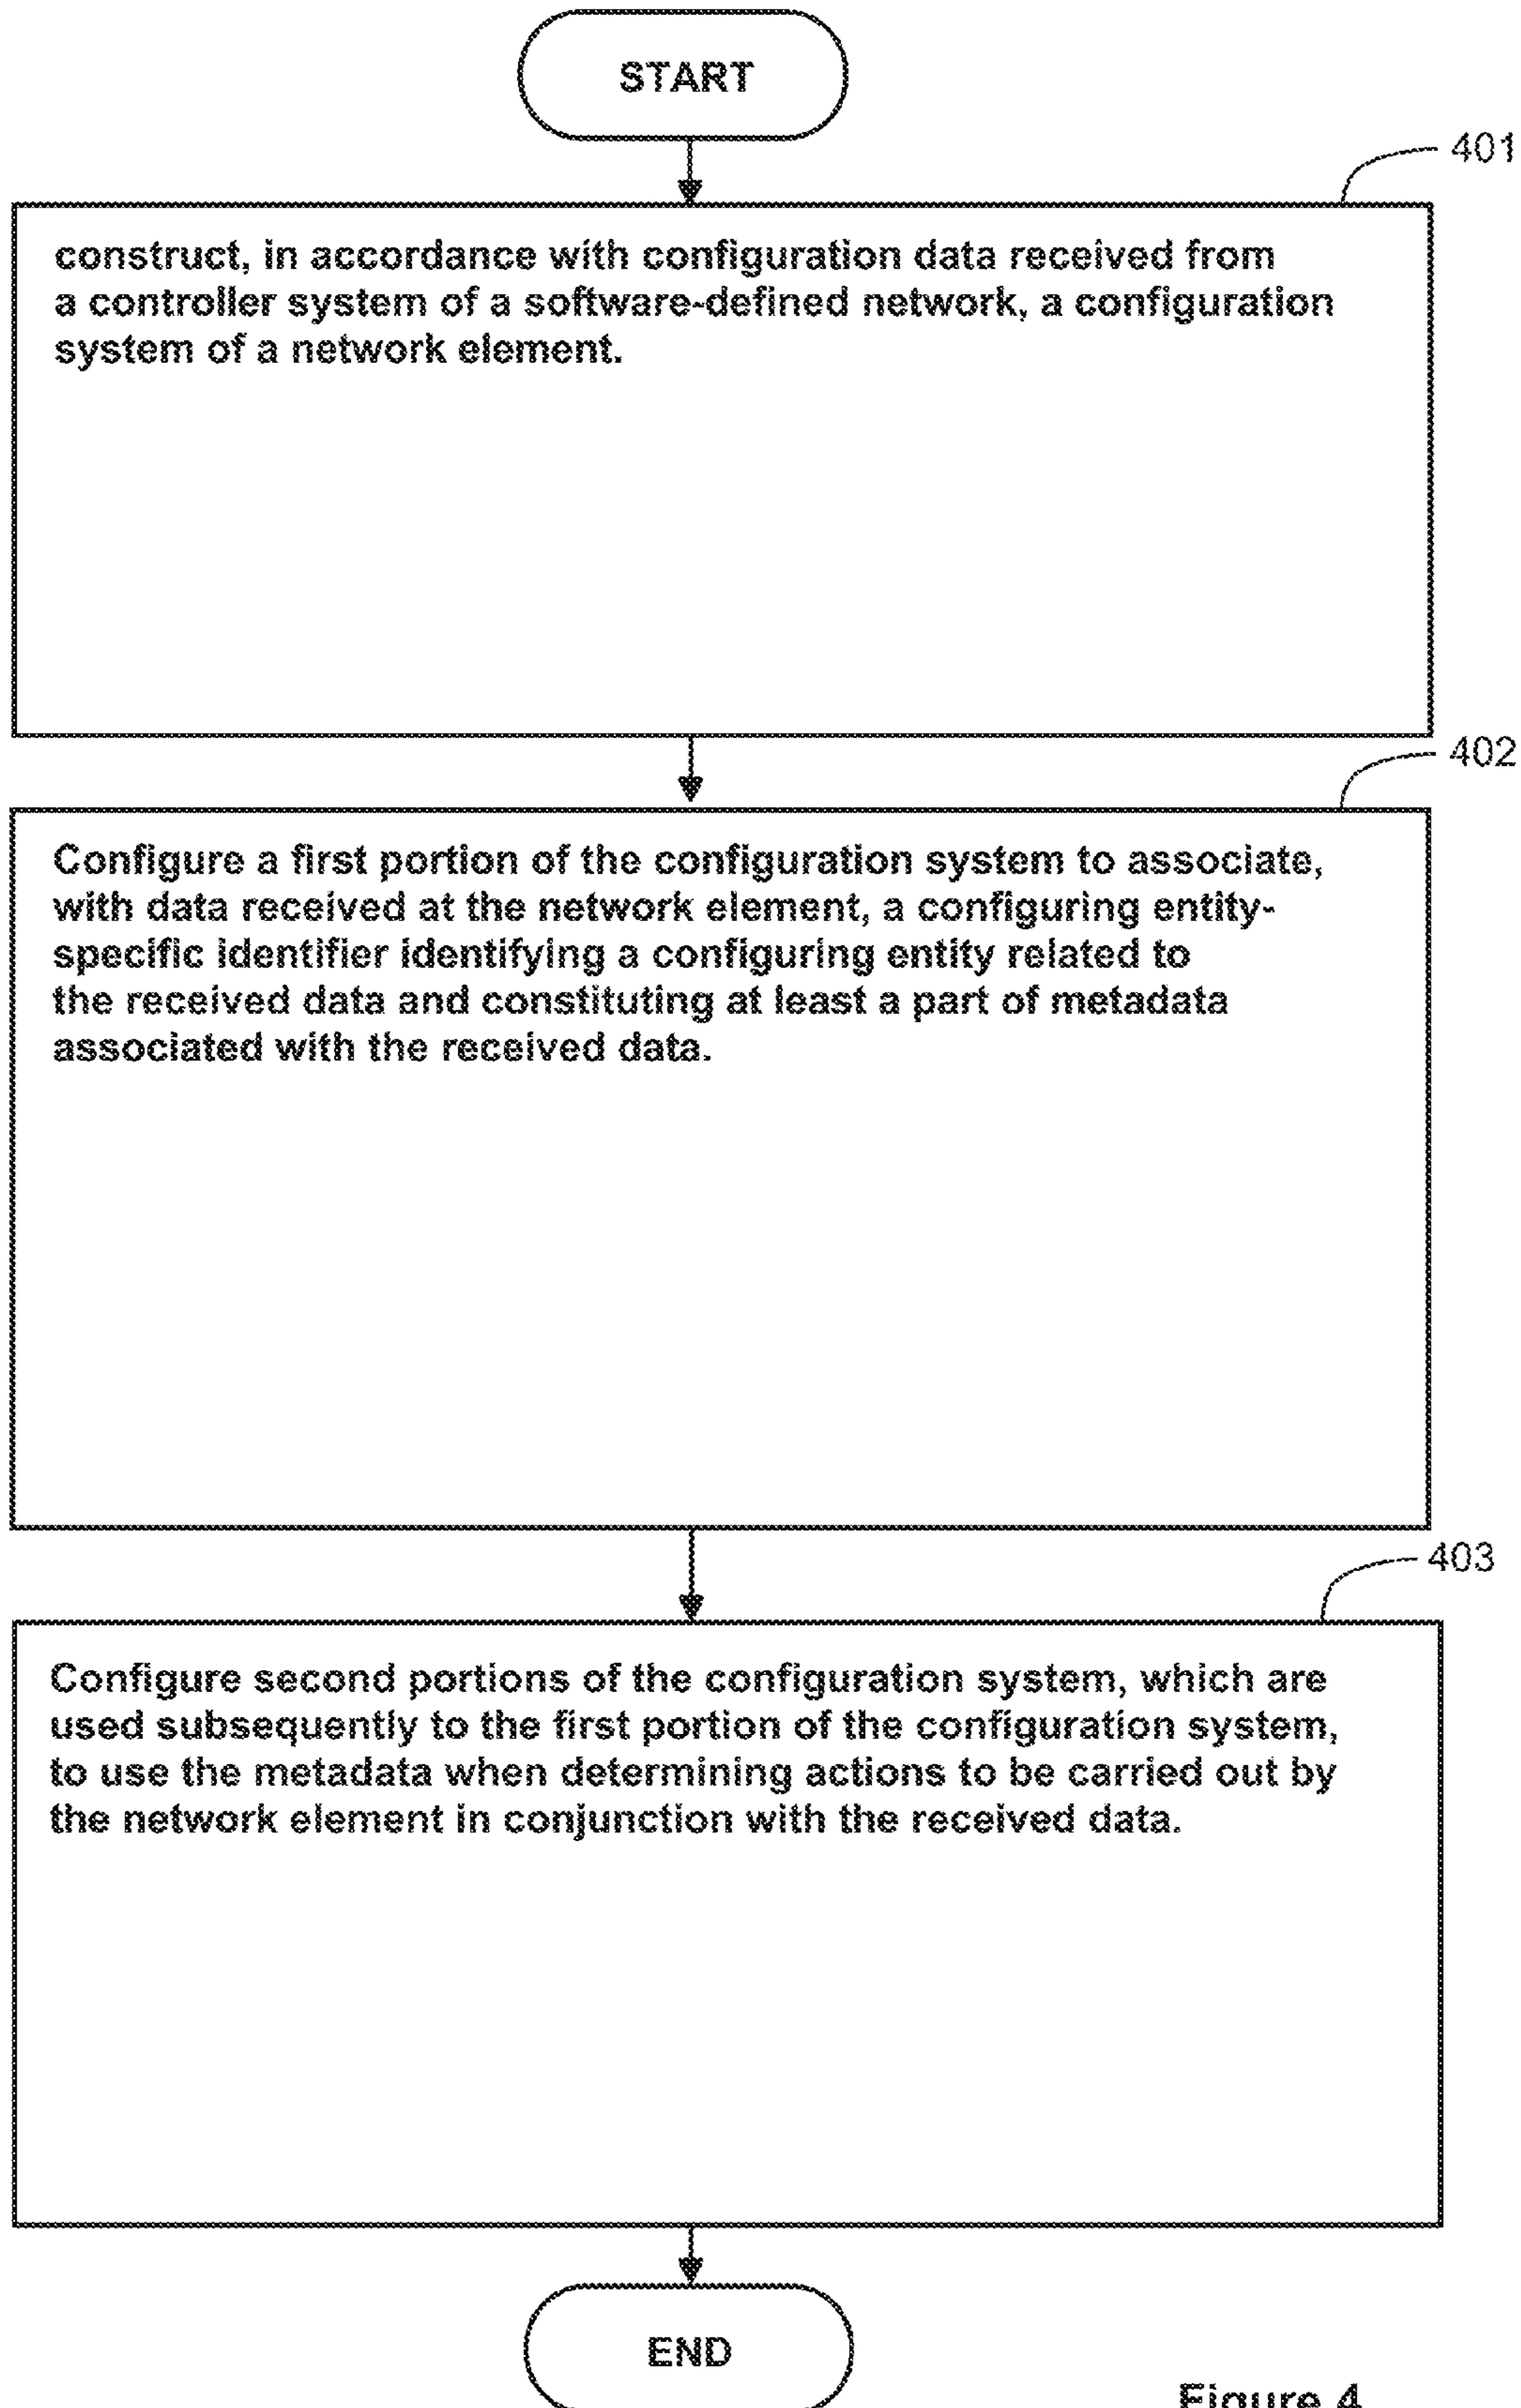 START
401
construct, in accordance with configuration data received from
a controller system of a software-defined network, a configuration
system of a network element.
402
Configure a first portion of the configuration system to associate,
with data received at the network element, a configuring entity-
specific identifier identifying a configuring entity related to
the received data and constituting at least a part of metadata
associated with the received data.
403
Configure second portions of the configuration system, which are
used subsequently to the first portion of the configuration system,
to use the metadata when determining actions to be carried out by
the network element in conjunction with the received data.
END
Figure 4